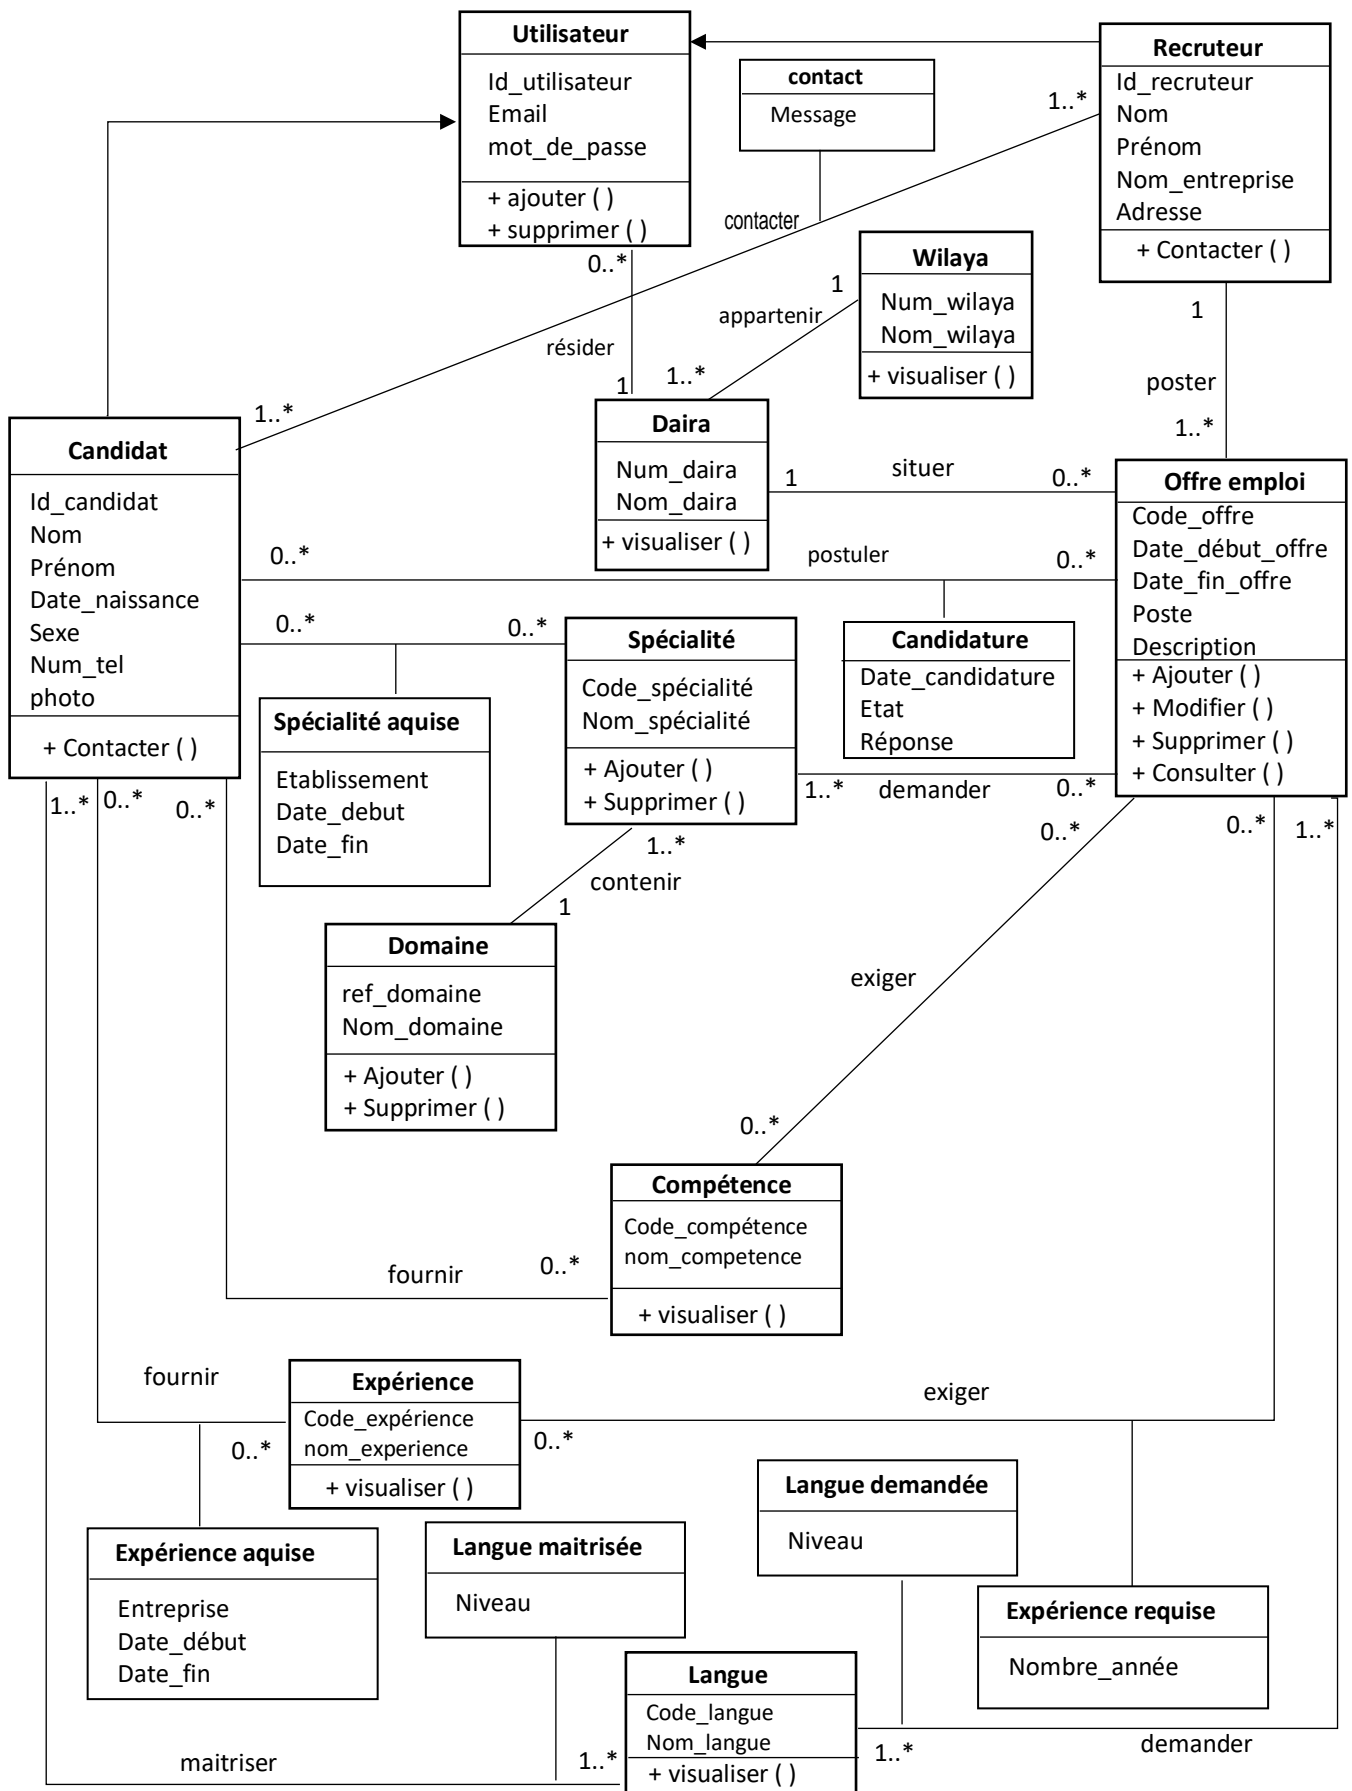 Utilisateur
Id_utilisateur
Email
mot_de_passe
+ ajouter ( )
+ supprimer ( )
0..*
contact
Message
Recruteur
Id_recruteur
Nom
Prénom
Nom_entreprise
Adresse
+ Contacter ( )
1..*
contacter
Wilaya
Num_wilaya
Nom_wilaya
+ visualiser ( )
1
appartenir
1..*
résider
1
1
poster
1..*
1..*
Candidat
Id_candidat
Nom
Prénom
Date_naissance
Sexe
Num_tel
photo
+ Contacter ( )
Daira
Num_daira
Nom_daira
+ visualiser ( )
1
situer
0..*
Offre emploi
Code_offre
Date_début_offre
Date_fin_offre
Poste
Description
+ Ajouter ( )
+ Modifier ( )
+ Supprimer ( )
+ Consulter ( )
0..*
postuler
0..*
0..*
0..*
Spécialité
Code_spécialité
Nom_spécialité
+ Ajouter ( )
+ Supprimer ( )
Candidature
Date_candidature
Etat
Réponse
Spécialité aquise
Etablissement
Date_debut
Date_fin
1..*
demander
0..*
1..*
0..*
0..*
0..*
0..*
1..*
1..*
contenir
1
Domaine
ref_domaine
Nom_domaine
+ Ajouter ( )
+ Supprimer ( )
exiger
0..*
Compétence
Code_compétence
nom_competence
+ visualiser ( )
fournir
0..*
fournir
0..*
Expérience
Code_expérience
nom_experience
+ visualiser ( )
0..*
exiger
Langue demandée
Niveau
Expérience aquise
Entreprise
Date_début
Date_fin
Langue maitrisée
Niveau
Expérience requise
Nombre_année
Langue
Code_langue
Nom_langue
+ visualiser ( )
maitriser
1..*
1..*
demander